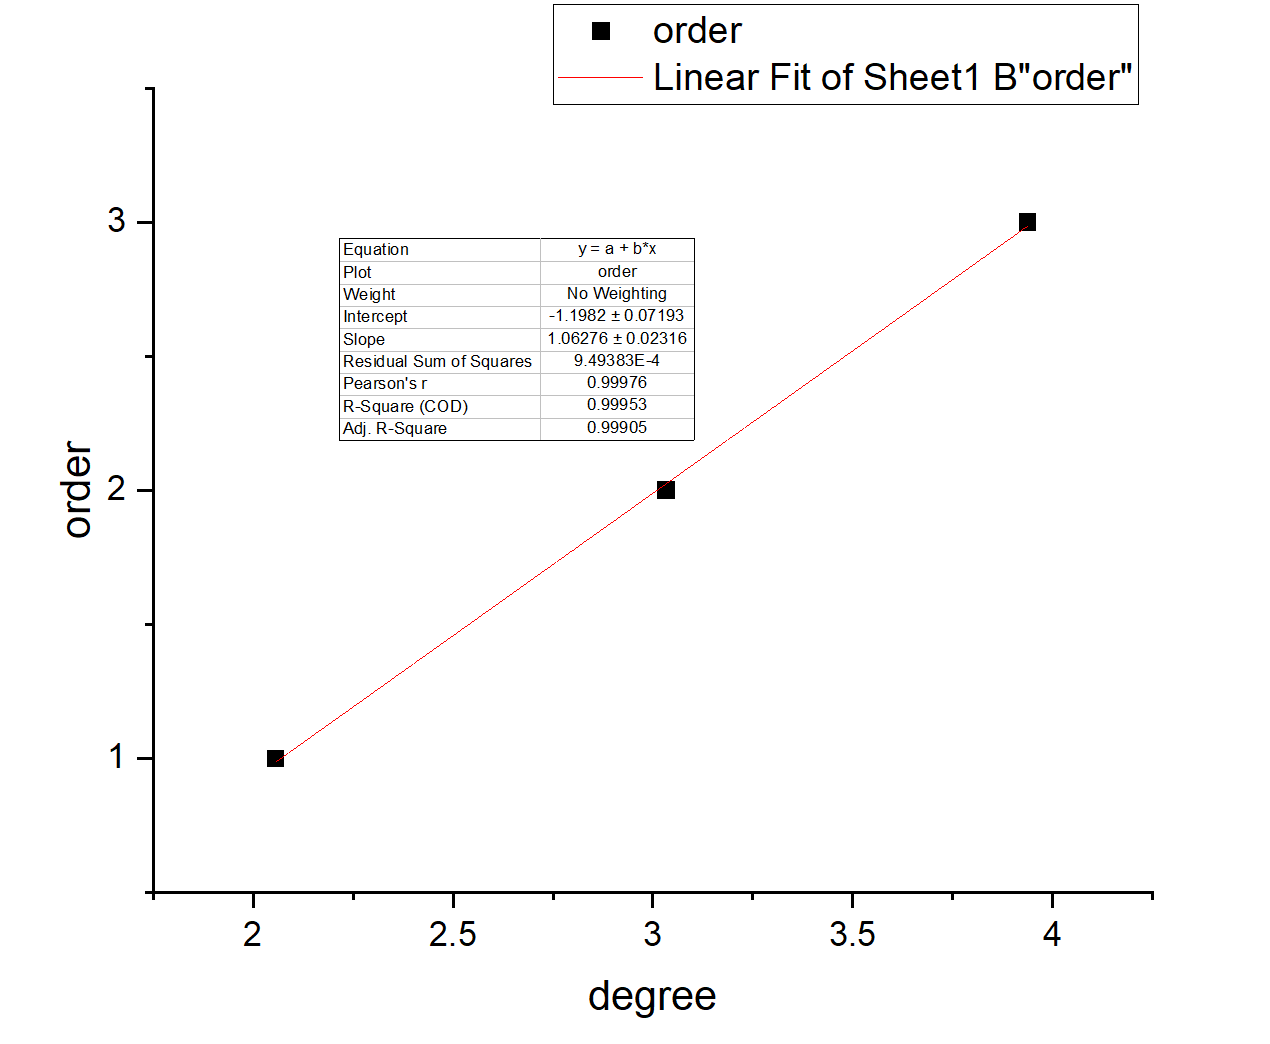 order
Linear Fit of Sheet1 B"order"
3
Equation y = a + b*x
Plot order
Weight No Weighting
Intercept -1.1982 ± 0.07193
Slope 1.06276 ± 0.02316
Residual Sum of Squares 9.49383E-4
Pearson's r 0.99976
R-Square (COD) 0.99953
Adj. R-Square 0.99905
order
2
1
2 2.5 3 3.5 4
degree